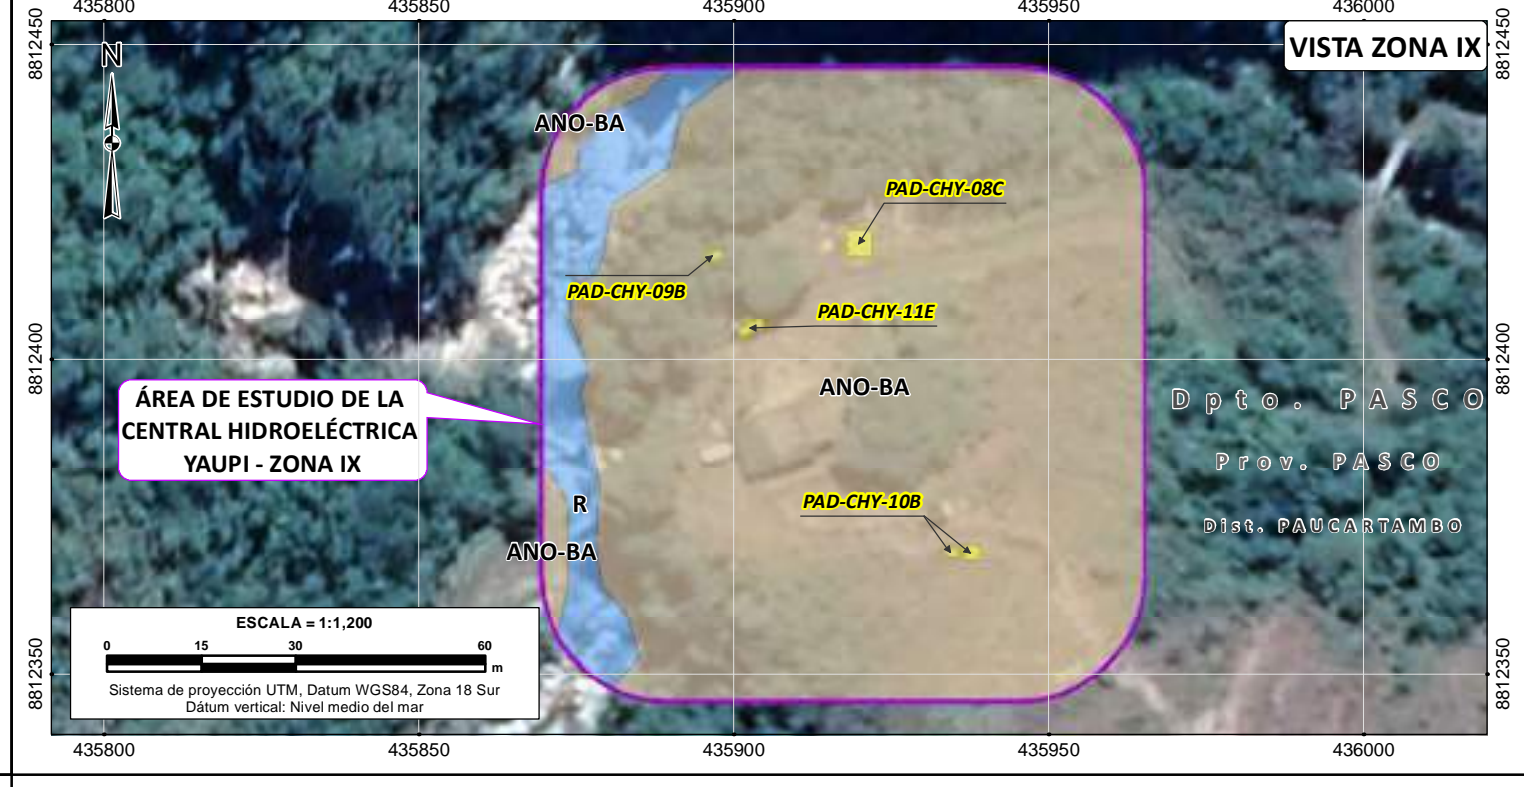 435800
435850
435900
435950
436000
8812450
8812450
VISTA ZONA IX
N
ANO-BA
PAD-CHY-08C
PAD-CHY-09B
PAD-CHY-11E
8812400
8812400
ANO-BA
ÁREA DE ESTUDIO DE LA
CENTRAL HIDROELÉCTRICA
YAUPI - ZONA IX
Dpto. PASCO
Prov. PASCO
Dist. PAUCARTAMBO
PAD-CHY-10B
R
ANO-BA
ESCALA = 1:1,200
0 15 30 60
m
Sistema de proyección UTM, Datum WGS84, Zona 18 Sur
Dátum vertical: Nivel medio del mar
8812350
8812350
435800
435850
435900
435950
436000